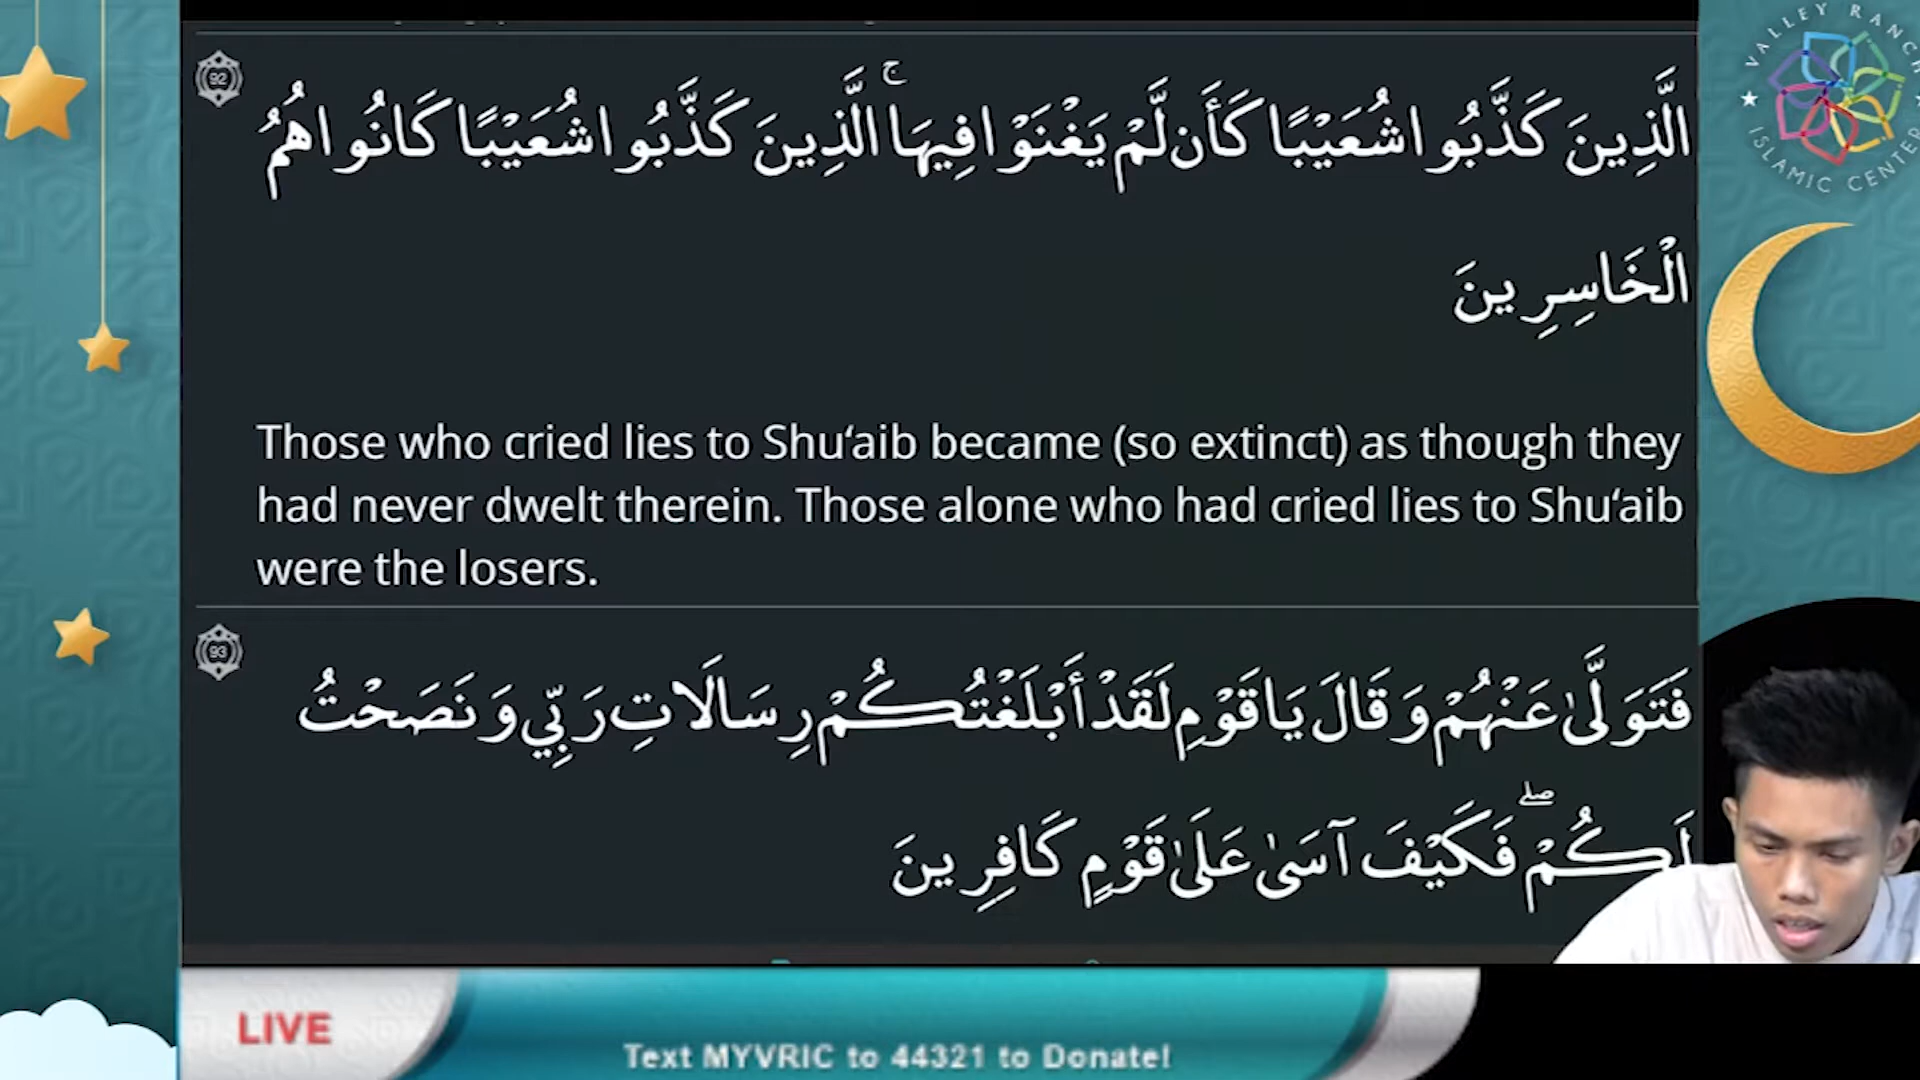 92
الَّذِينَ كَذَّبُوا شُعَيْبًا كَأَن لَّمْ يَغْنَوْا فِيهَا ۚ الَّذِينَ كَذَّبُوا شُعَيْبًا كَانُوا هُمُ
الْخَاسِرِينَ
Those who cried lies to Shu‘aib became (so extinct) as though they
had never dwelt therein. Those alone who had cried lies to Shu‘aib
were the losers.
93
فَتَوَلَّىٰ عَنْهُمْ وَقَالَ يَا قَوْمِ لَقَدْ أَبْلَغْتُكُمْ رِسَالَاتِ رَبِّي وَنَصَحْتُ
لَكُمْ ۖ فَكَيْفَ آسَىٰ عَلَىٰ قَوْمٍ كَافِرِينَ
VALLEY RANCH
ISLAMIC CENTER
LIVE
Text MYVRIC to 44321 to Donate!